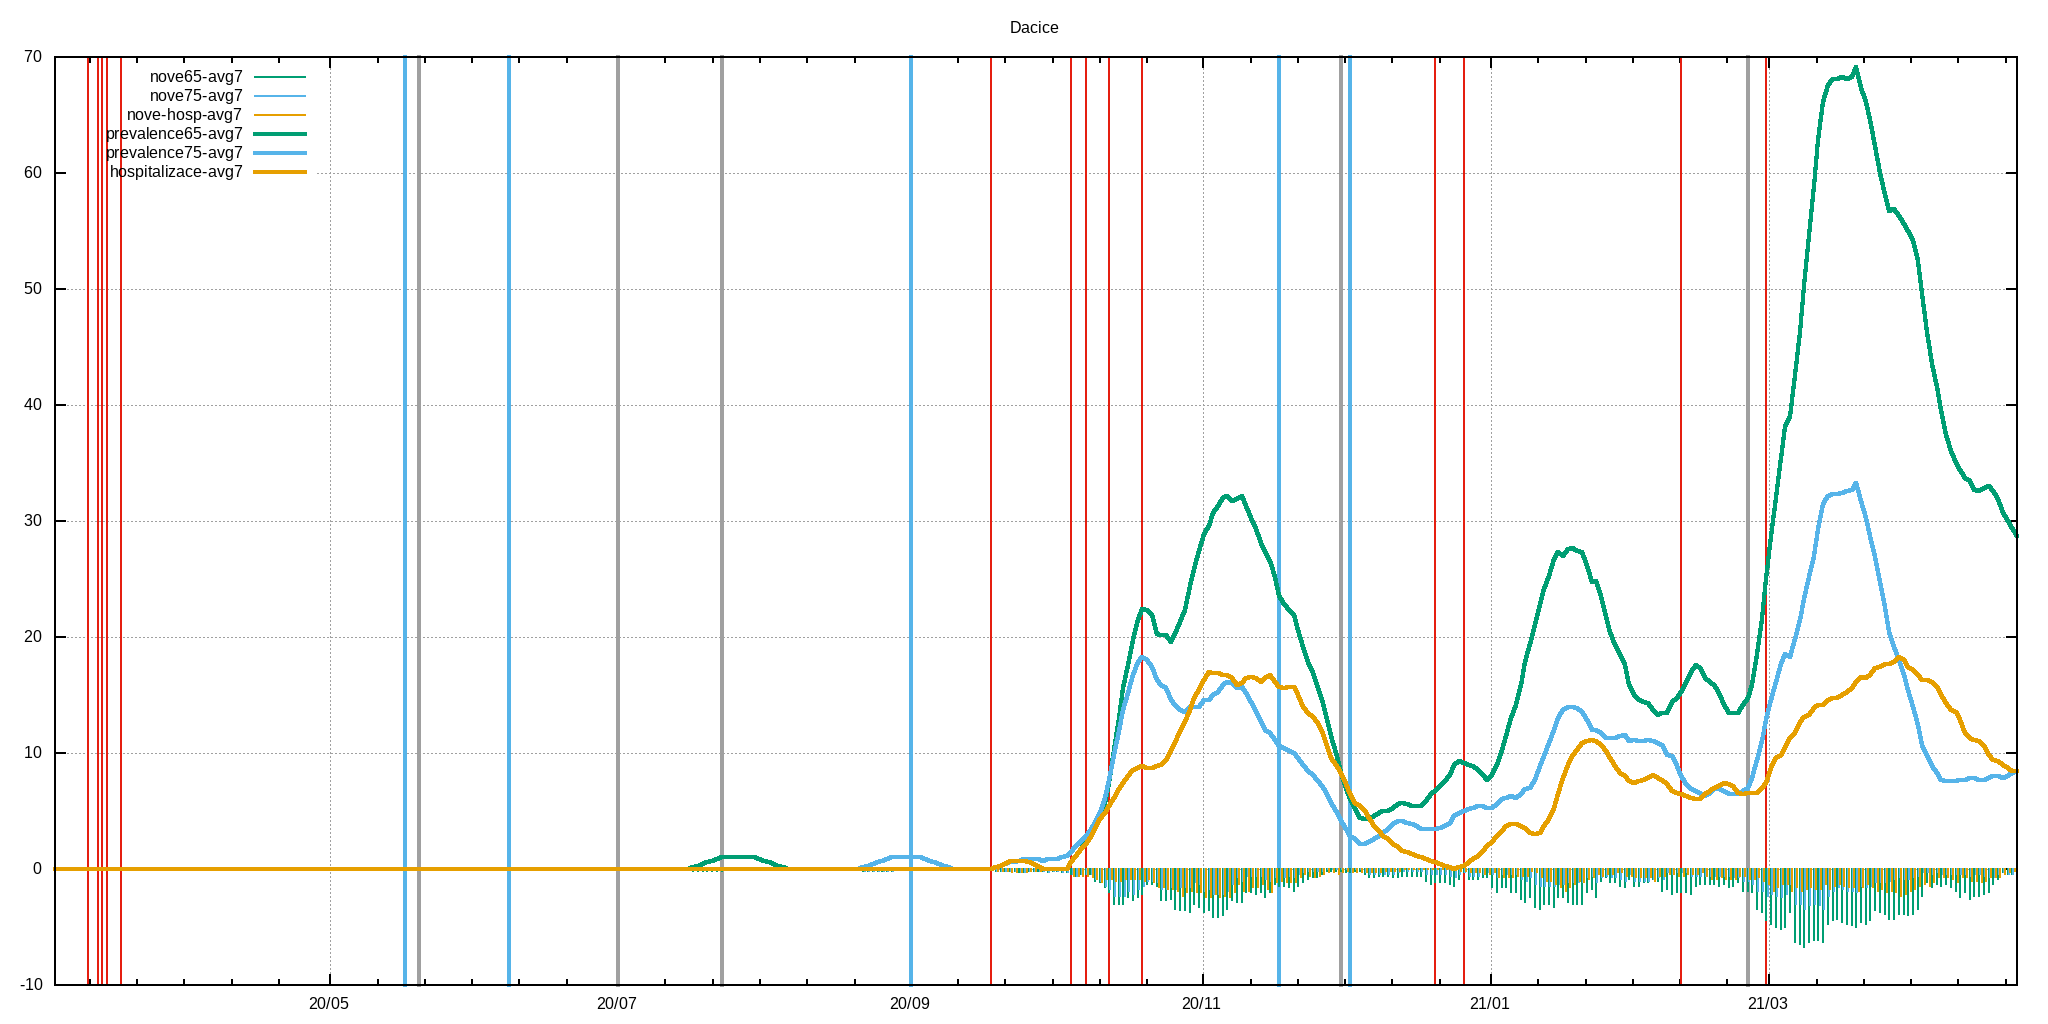 Dacice
70
60
50
40
30
20
10
0
-10
nove65-avg7
nove75-avg7
nove-hosp-avg7
prevalence65-avg7
prevalence75-avg7
hospitalizace-avg7
20/05 20/07 20/09 20/11 21/01 21/03